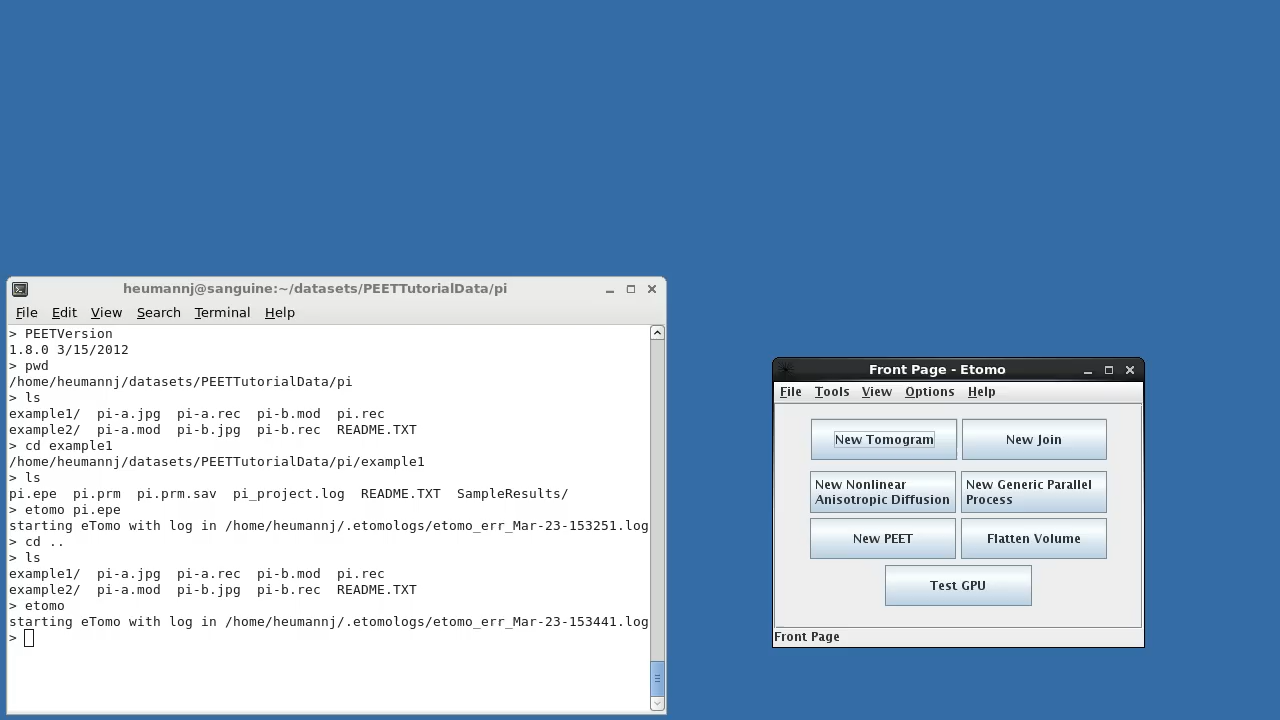 heumannj@sanguine:~/datasets/PEETTutorialData/pi
File Edit View Search Terminal Help
> PEETVersion
1.8.0 3/15/2012
> pwd
/home/heumannj/datasets/PEETTutorialData/pi
> ls
example1/ pi-a.jpg pi-a.rec pi-b.mod pi.rec
example2/ pi-a.mod pi-b.jpg pi-b.rec README.TXT
> cd example1
/home/heumannj/datasets/PEETTutorialData/pi/example1
> ls
pi.epe pi.prm pi.prm.sav pi_project.log README.TXT SampleResults/
> etomo pi.epe
starting eTomo with log in /home/heumannj/.etomologs/etomo_err_Mar-23-153251.log
> cd ..
> ls
example1/ pi-a.jpg pi-a.rec pi-b.mod pi.rec
example2/ pi-a.mod pi-b.jpg pi-b.rec README.TXT
> etomo
starting eTomo with log in /home/heumannj/.etomologs/etomo_err_Mar-23-153441.log
>
Front Page - Etomo
File Tools View Options Help
New Tomogram New Join
New Nonlinear
Anisotropic Diffusion
New Generic Parallel
Process
New PEET Flatten Volume
Test GPU
Front Page